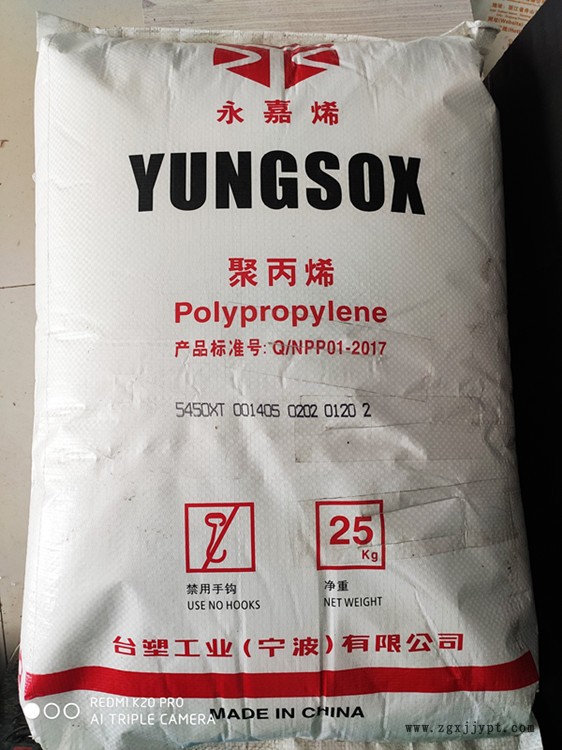 永嘉烯
YUNGSOX
聚丙烯
Polypropylene
产品标准号: Q/NPP01-2017
5450XT 001405 0202 0120 2
25
Kg
禁用手钩
USE NO HOOKS
净重
NET WEIGHT
台塑工业(宁波)有限公司
REDMI K20 PRO
AI TRIPLE CAMERA
MADE IN CHINA
www.zgxjjypt.com